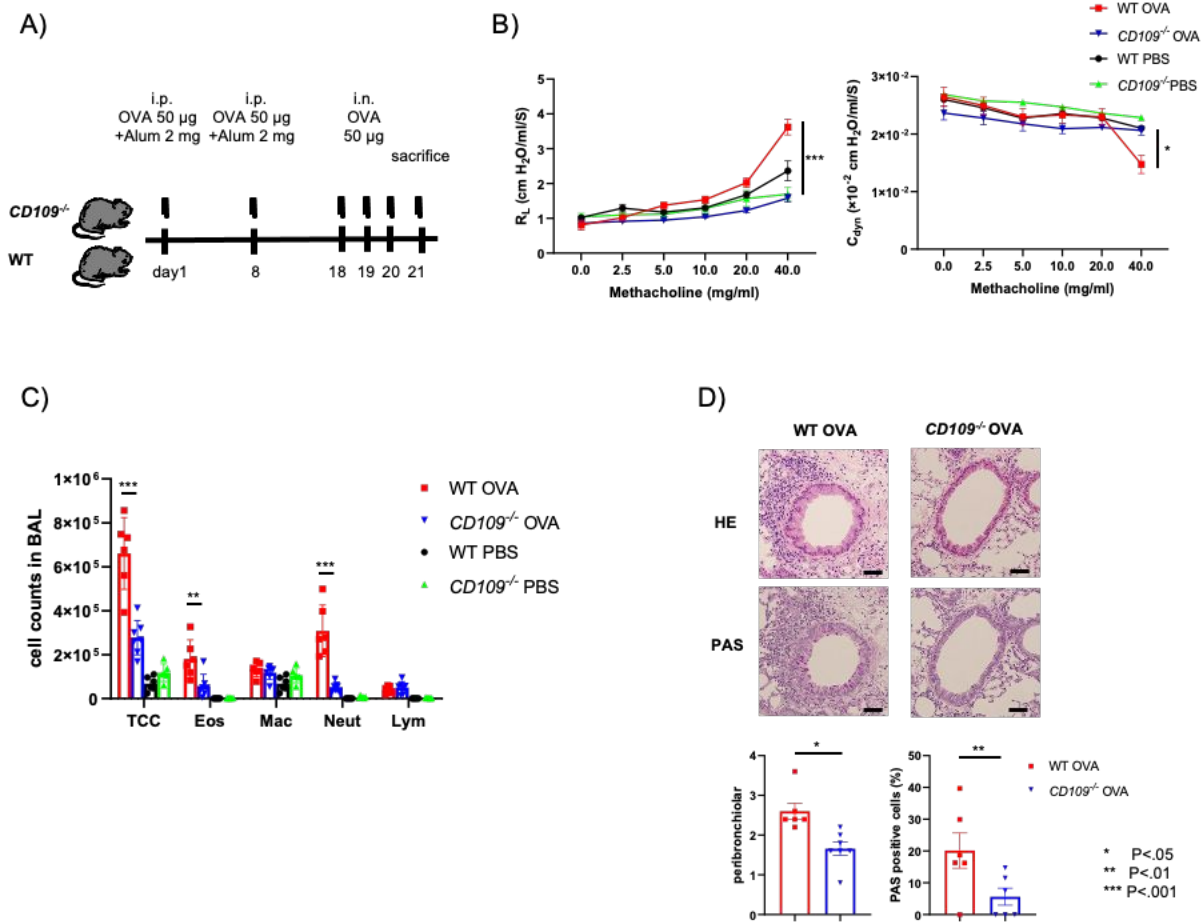 A)
i.p.
OVA 50 µg
+Alum 2 mg
i.p.
OVA 50 µg
+Alum 2 mg
i.n.
OVA
50 µg
sacrifice
CD109-/-
WT
day1
8
18
19
20
21
B)
WT OVA
CD109-/- OVA
WT PBS
CD109-/-PBS
RL (cm H2O/ml/S)
5
4
3
2
1
0
***
0.0
2.5
5.0
10.0
20.0
40.0
Methacholine (mg/ml)
Cdyn (×10-2 cm H2O/ml/S)
3×10-2
2×10-2
1×10-2
0
*
0.0
2.5
5.0
10.0
20.0
40.0
Methacholine (mg/ml)
C)
cell counts in BAL
1×106
8×105
6×105
4×105
2×105
0
***
**
***
TCC
Eos
Mac
Neut
Lym
WT OVA
CD109-/- OVA
WT PBS
CD109-/- PBS
D)
WT OVA
CD109-/- OVA
HE
PAS
peribronchiolar
4
3
2
1
0
*
PAS positive cells (%)
50
40
30
20
10
0
**
WT OVA
CD109-/- OVA
* P<.05
** P<.01
*** P<.001